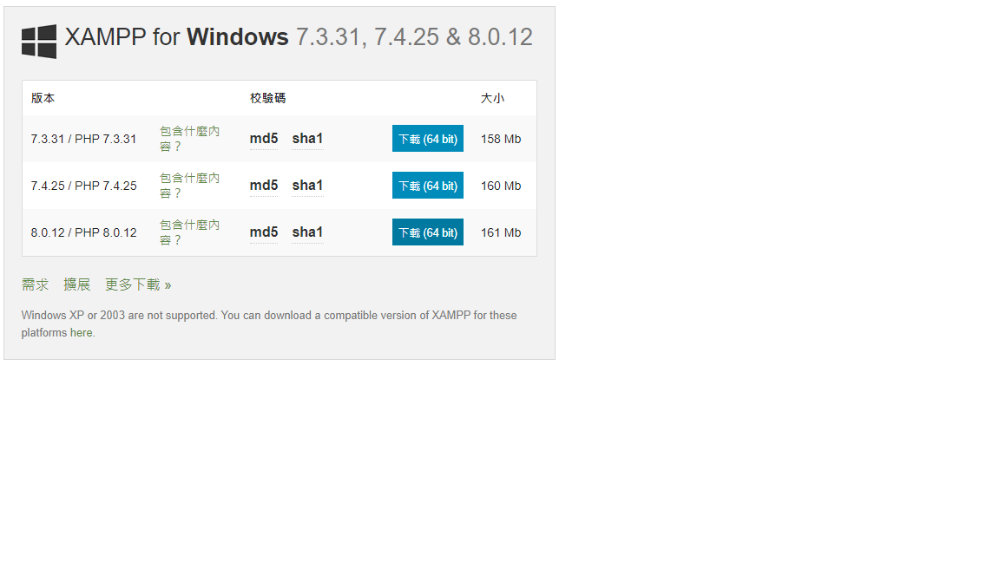 XAMPP for Windows 7.3.31, 7.4.25 & 8.0.12
版本 校驗碼 大小
7.3.31 / PHP 7.3.31 包含什麼內容？ md5 sha1 下載 (64 bit) 158 Mb
7.4.25 / PHP 7.4.25 包含什麼內容？ md5 sha1 下載 (64 bit) 160 Mb
8.0.12 / PHP 8.0.12 包含什麼內容？ md5 sha1 下載 (64 bit) 161 Mb
需求 擴展 更多下載 »
Windows XP or 2003 are not supported. You can download a compatible version of XAMPP for these
platforms here.